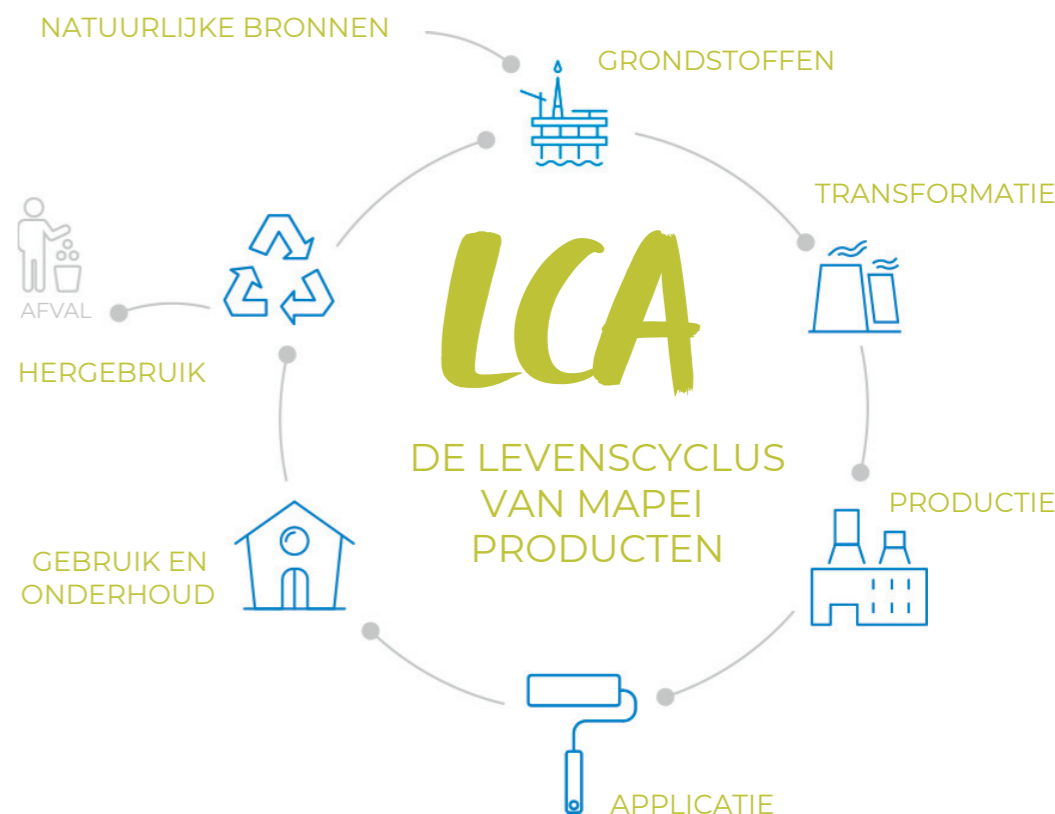 NATUURLIJKE BRONNEN
GRONDSTOFFEN
TRANSFORMATIE
AFVAL
HERGEBRUIK
LCA
DE LEVENSCYCLUS
VAN MAPEI
PRODUCTEN
PRODUCTIE
GEBRUIK EN
ONDERHOUD
APPLICATIE